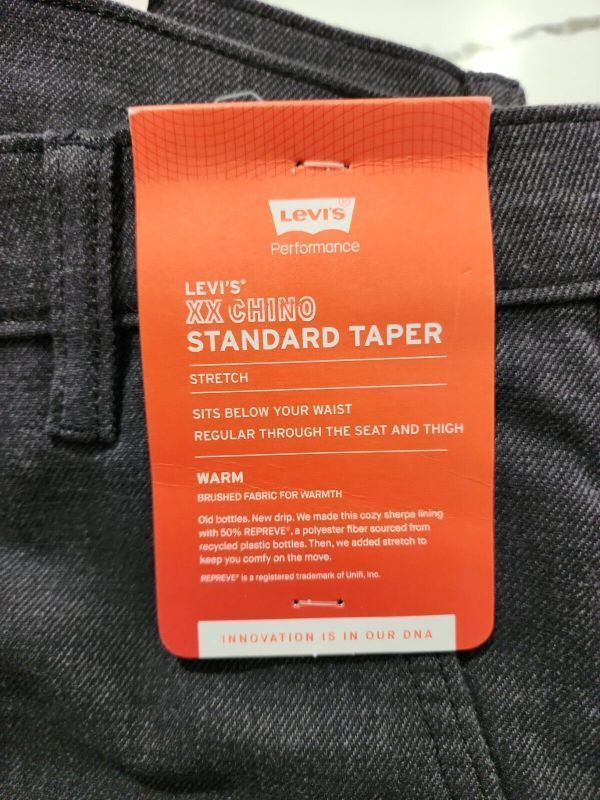 Levi's®
Performance
LEVI'S®
XX CHINO
STANDARD TAPER
STRETCH
SITS BELOW YOUR WAIST
REGULAR THROUGH THE SEAT AND THIGH
WARM
BRUSHED FABRIC FOR WARMTH
Old bottles. New drip. We made this cozy sherpa lining
with 50% REPREVE®, a polyester fiber sourced from
recycled plastic bottles. Then, we added stretch to
keep you comfy on the move.
REPREVE® is a registered trademark of Unifi, Inc.
INNOVATION IS IN OUR DNA